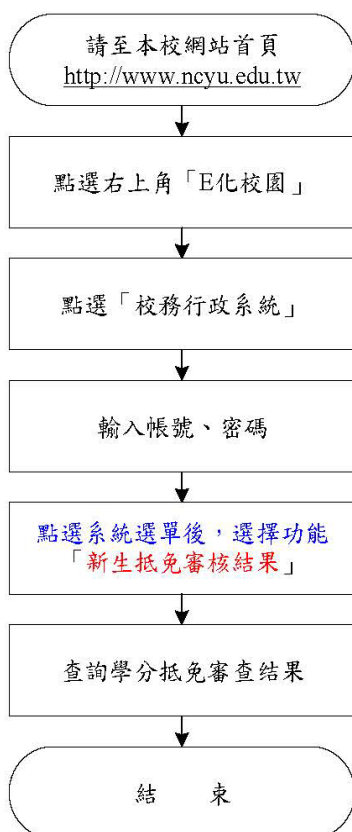 請至本校網站首頁
http://www.ncyu.edu.tw
點選右上角「E化校園」
點選「校務行政系統」
輸入帳號、密碼
點選系統選單後，選擇功能
「新生抵免審核結果」
查詢學分抵免審查結果
結　　束